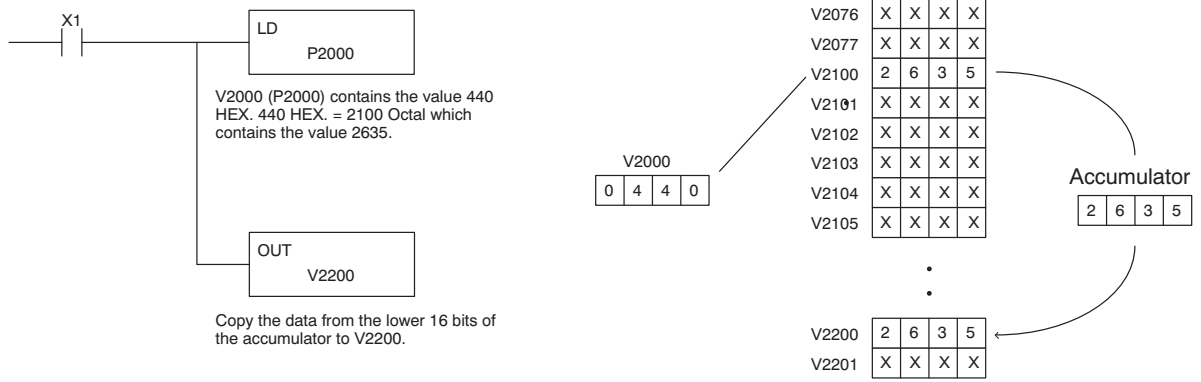 X1
LD
P2000
V2000 (P2000) contains the value 440
HEX. 440 HEX. = 2100 Octal which
contains the value 2635.
OUT
V2200
Copy the data from the lower 16 bits of
the accumulator to V2200.
V2000
0 4 4 0
V2076 X X X X
V2077 X X X X
V2100 2 6 3 5
V2101 X X X X
V2102 X X X X
V2103 X X X X
V2104 X X X X
V2105 X X X X
Accumulator
2 6 3 5
V2200 2 6 3 5
V2201 X X X X